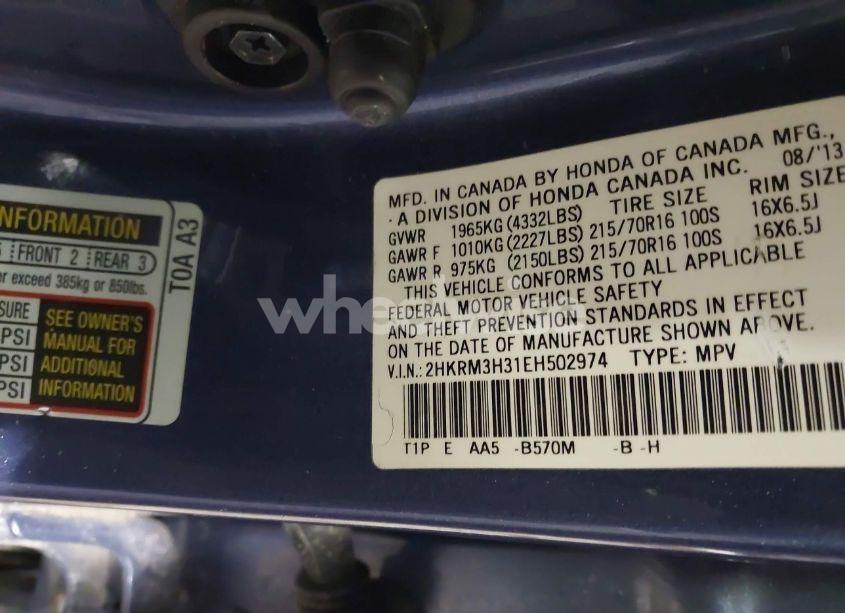 NFORMATION
FRONT 2 REAR 3
er exceed 385kg or 850lbs.
SURE
PSI
PSI
PSI
SEE OWNER'S
MANUAL FOR
ADDITIONAL
INFORMATION
TOA A3
MFD. IN CANADA BY HONDA OF CANADA MFG.,
A DIVISION OF HONDA CANADA INC. 08/'13
TIRE SIZE RIM SIZE
GVWR 1965KG (4332LBS)
GAWR F 1010KG (2227LBS) 215/70R16 100S 16X6.5J
GAWR R 975KG (2150LBS) 215/70R16 100S 16X6.5J
THIS VEHICLE CONFORMS TO ALL APPLICABLE
FEDERAL MOTOR VEHICLE SAFETY
AND THEFT PREVENTION STANDARDS IN EFFECT
ON THE DATE OF MANUFACTURE SHOWN ABOVE.
V.I.N.: 2HKRM3H31EH502974 TYPE: MPV
T1P E AA5 -B570M -B -H